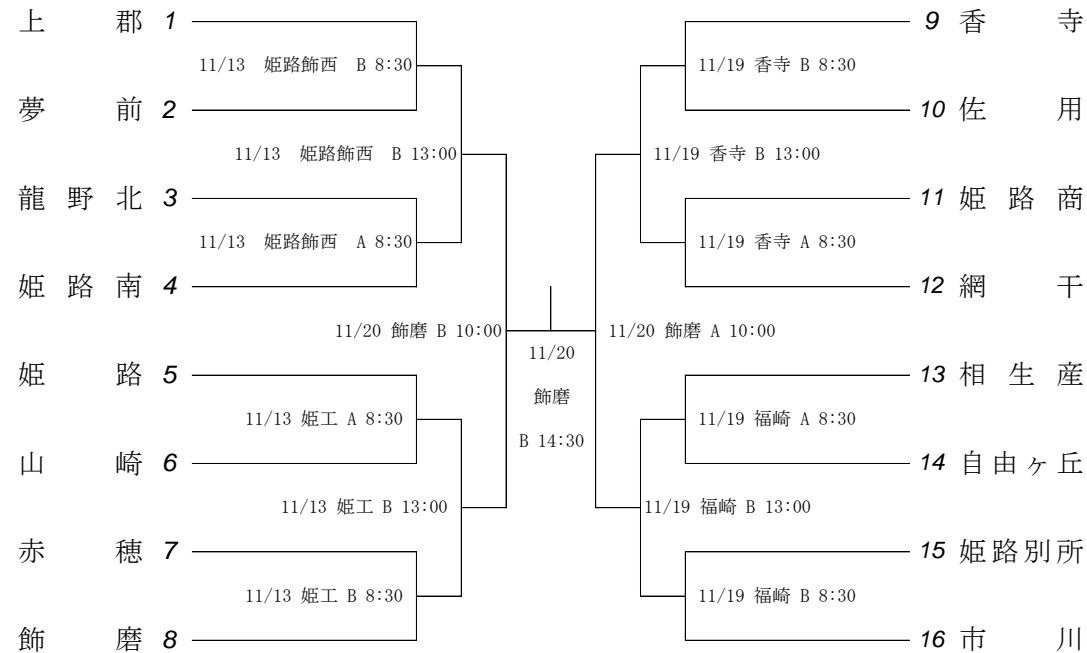 上郡 1
9 香寺
11/13 姫路飾西 B 8:30
11/19 香寺 B 8:30
夢前 2
10 佐用
11/13 姫路飾西 B 13:00
11/19 香寺 B 13:00
龍野北 3
11 姫路商
11/13 姫路飾西 A 8:30
11/19 香寺 A 8:30
姫路南 4
12 網干
11/20 飾磨 B 10:00
11/20 飾磨 A 10:00
11/20
飾磨
B 14:30
姫路 5
13 相生産
11/13 姫工 A 8:30
11/19 福崎 A 8:30
山崎 6
14 自由ヶ丘
11/13 姫工 B 13:00
11/19 福崎 B 13:00
赤穂 7
15 姫路別所
11/13 姫工 B 8:30
11/19 福崎 B 8:30
飾磨 8
16 市川